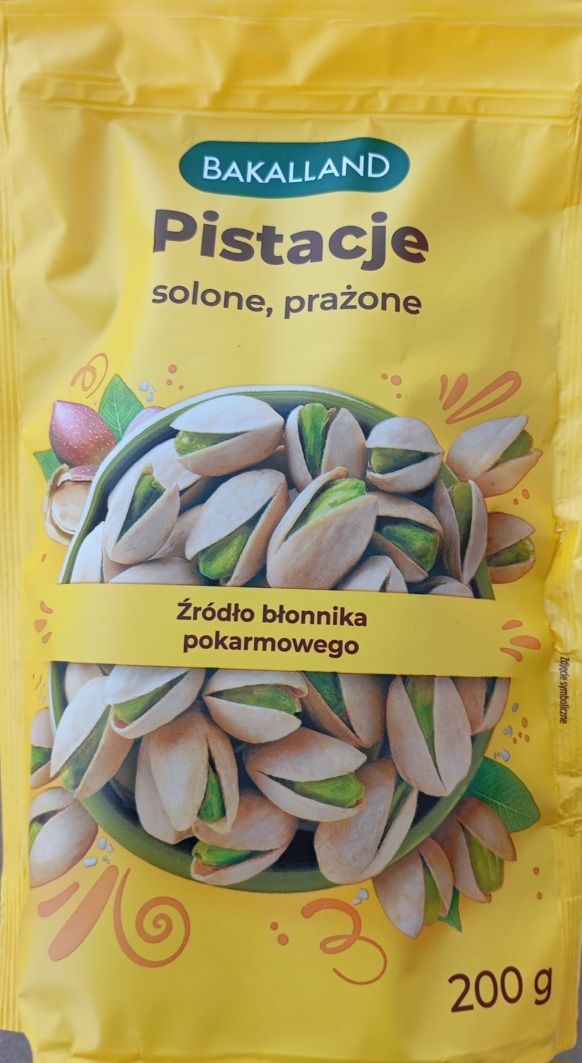 BAKALLAND
Pistacje
solone, prażone
Źródło błonnika
pokarmowego
Zdjęcie symboliczne
200 g